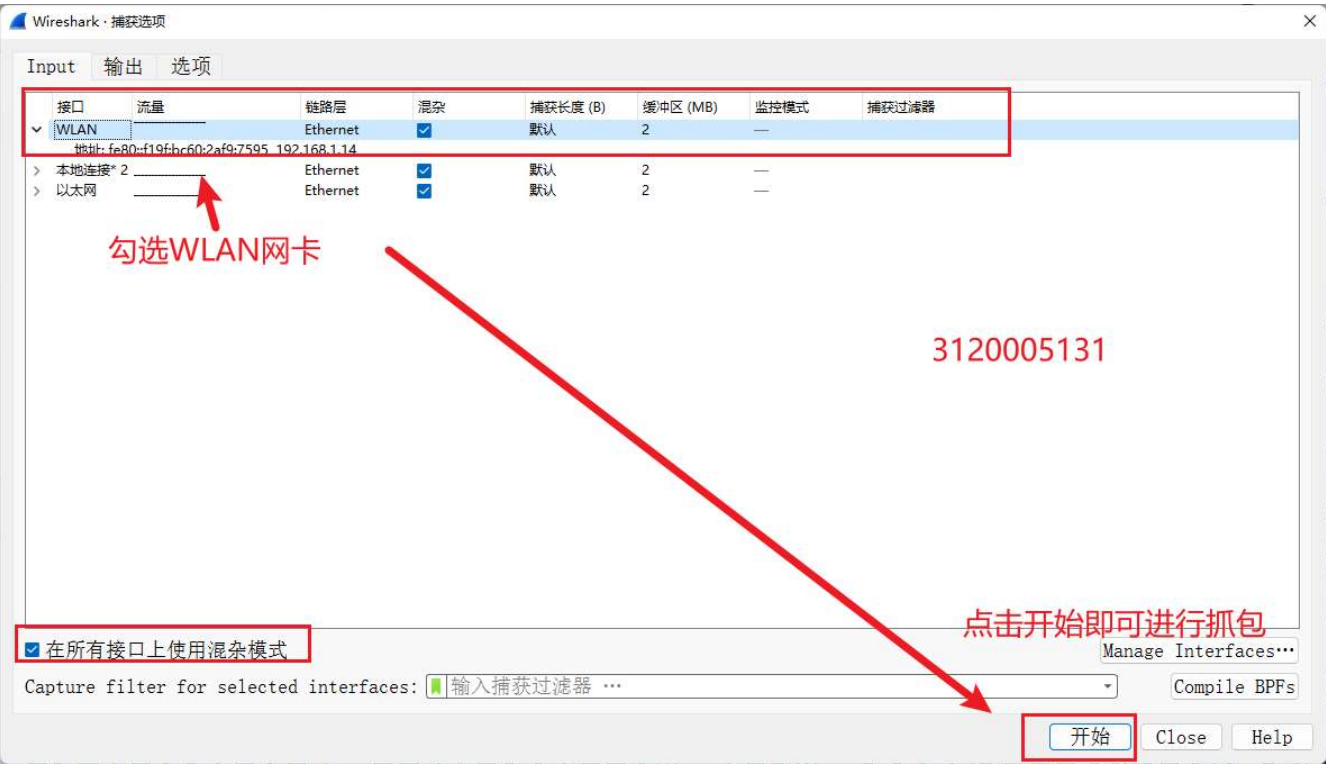 Wireshark · 捕获选项
Input 输出 选项
接口 流量 链路层 混杂 捕获长度 (B) 缓冲区 (MB) 监控模式 捕获过滤器
WLAN Ethernet 默认 2 —
地址: fe80::f19f:bc60:2af9:7595, 192.168.1.14
本地连接* 2 Ethernet 默认 2 —
以太网 Ethernet 默认 2 —
勾选WLAN网卡
3120005131
点击开始即可进行抓包
在所有接口上使用混杂模式
Manage Interfaces…
Capture filter for selected interfaces: 输入捕获过滤器 … Compile BPFs
开始 Close Help